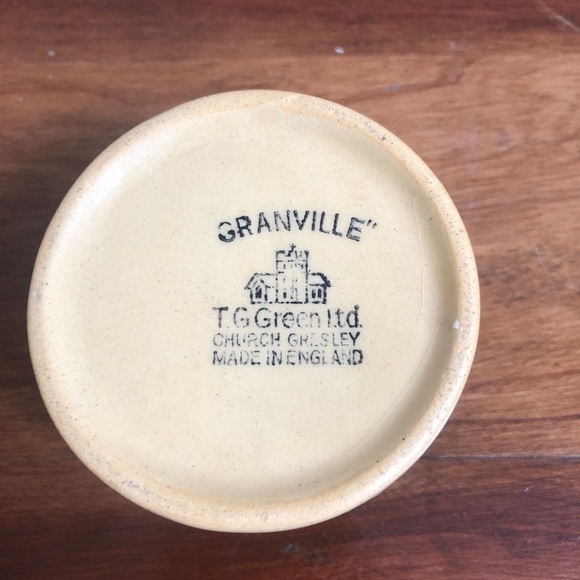 GRANVILLE"
T.G Green Ltd.
CHURCH GRESLEY
MADE IN ENGLAND